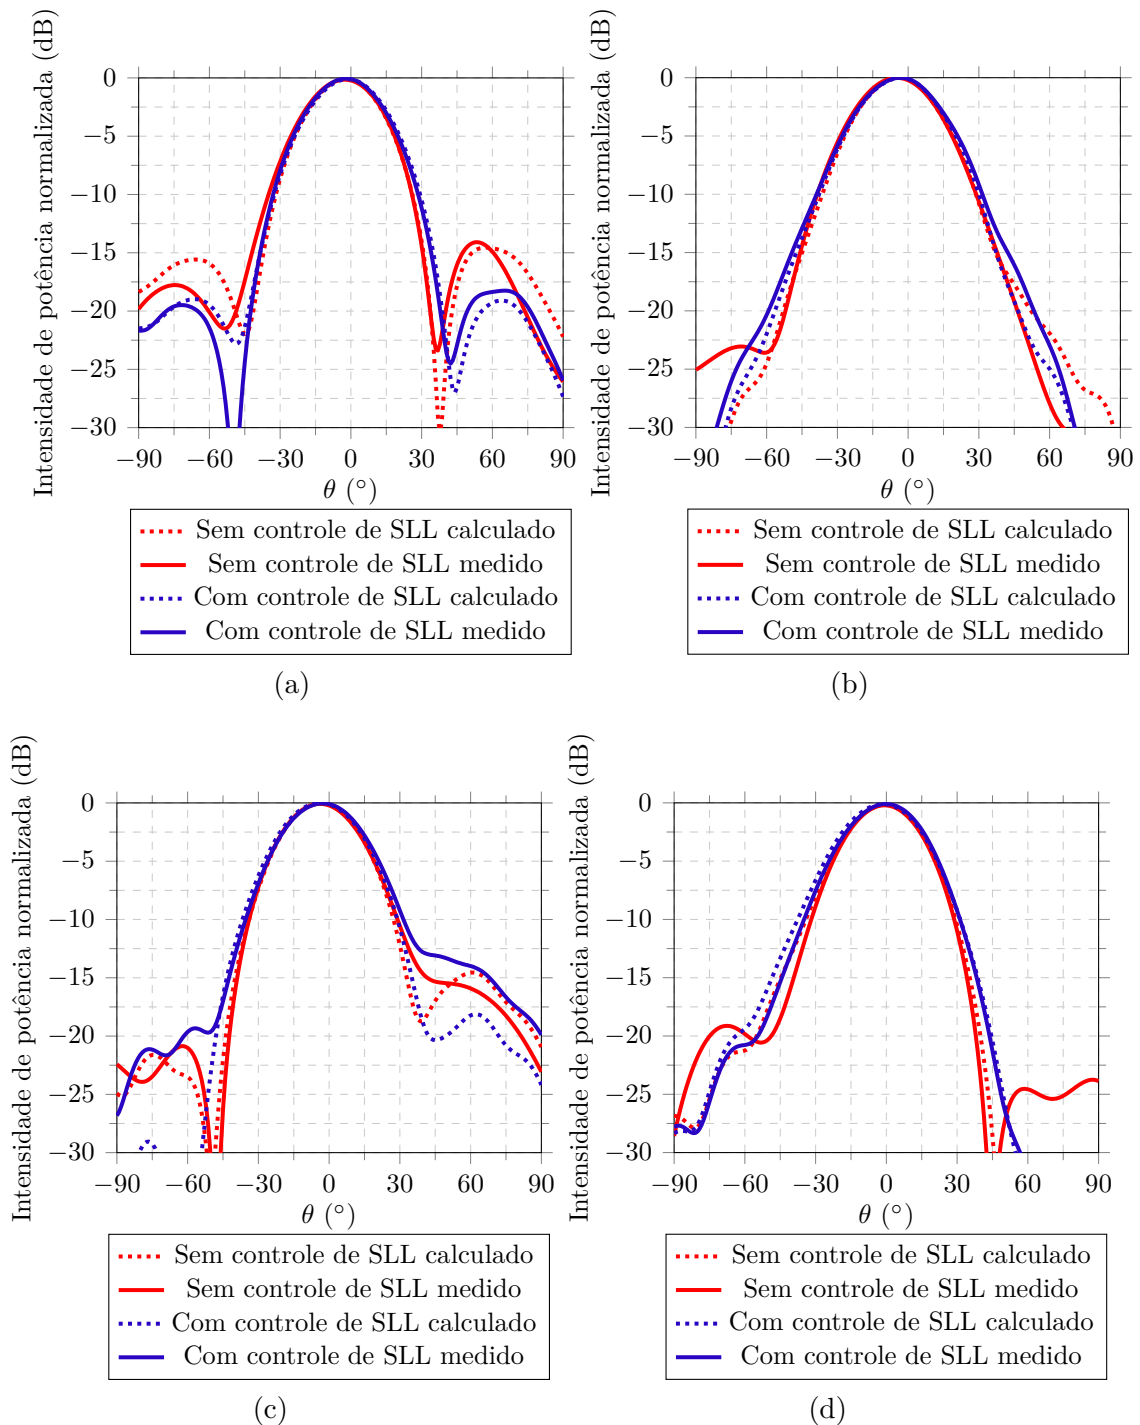 Intensidade de potência normalizada (dB)
0
−5
−10
−15
−20
−25
−30
−90
−60
−30
0
30
60
90
θ (°)
Sem controle de SLL calculado
Sem controle de SLL medido
Com controle de SLL calculado
Com controle de SLL medido
(a)
Intensidade de potência normalizada (dB)
0
−5
−10
−15
−20
−25
−30
−90
−60
−30
0
30
60
90
θ (°)
Sem controle de SLL calculado
Sem controle de SLL medido
Com controle de SLL calculado
Com controle de SLL medido
(b)
Intensidade de potência normalizada (dB)
0
−5
−10
−15
−20
−25
−30
−90
−60
−30
0
30
60
90
θ (°)
Sem controle de SLL calculado
Sem controle de SLL medido
Com controle de SLL calculado
Com controle de SLL medido
(c)
Intensidade de potência normalizada (dB)
0
−5
−10
−15
−20
−25
−30
−90
−60
−30
0
30
60
90
θ (°)
Sem controle de SLL calculado
Sem controle de SLL medido
Com controle de SLL calculado
Com controle de SLL medido
(d)